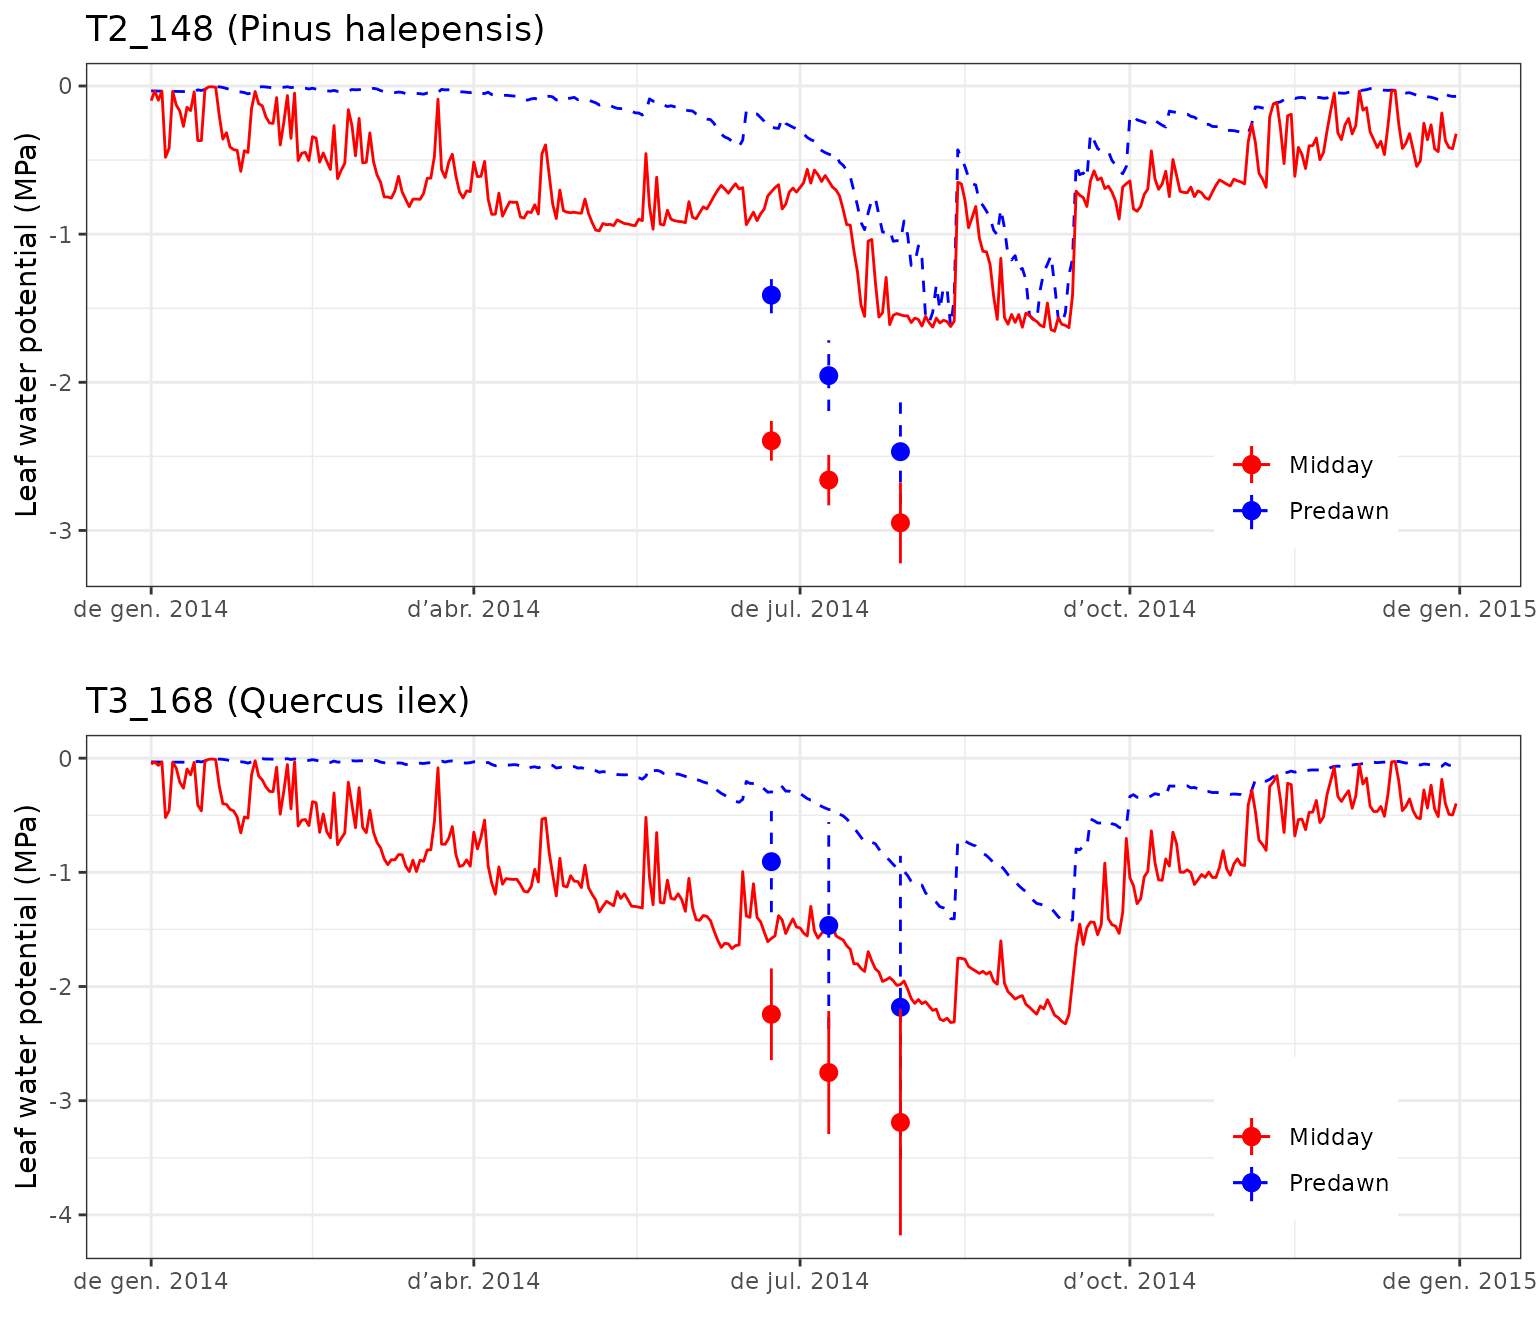 T2_148 (Pinus halepensis)
Leaf water potential (MPa)
0
-1
-2
-3
Midday
Predawn
de gen. 2014
d’abr. 2014
de jul. 2014
d’oct. 2014
de gen. 2015
T3_168 (Quercus ilex)
Leaf water potential (MPa)
0
-1
-2
-3
-4
Midday
Predawn
de gen. 2014
d’abr. 2014
de jul. 2014
d’oct. 2014
de gen. 2015